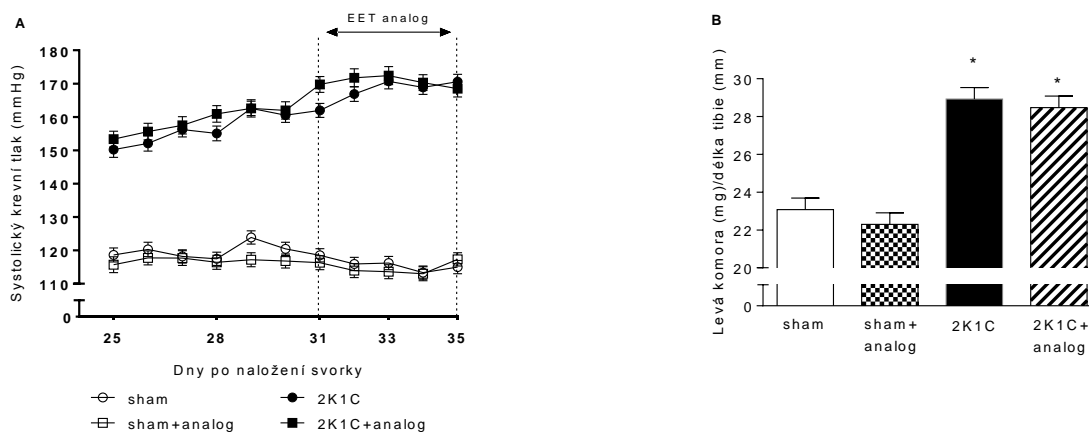 A
EET analog
Systolický krevní tlak (mmHg)
180
170
160
150
140
130
120
110
0
25 28 31 33 35
Dny po naložení svorky
sham 2K1C
sham+analog 2K1C+analog
B
Levá komora (mg)/délka tibie (mm)
30
28
26
24
22
20
0
* *
sham sham+ 2K1C 2K1C+
analog analog